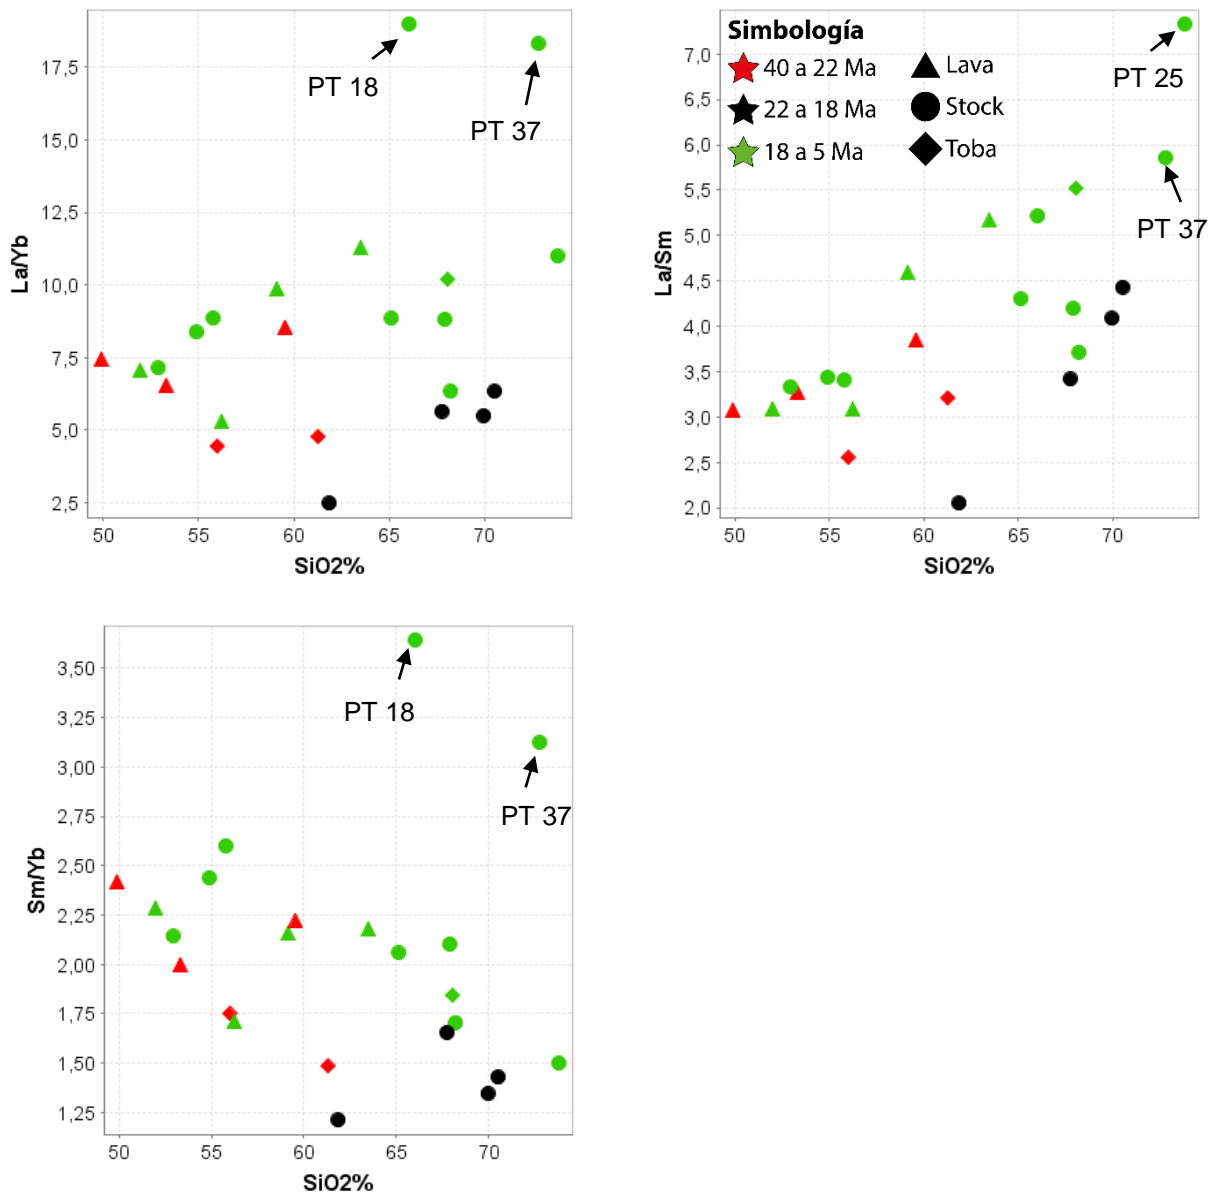 PT 18
PT 37
17,5
15,0
12,5
10,0
7,5
5,0
2,5
La/Yb
50 55 60 65 70
SiO2%
Simbología
40 a 22 Ma Lava
22 a 18 Ma Stock
18 a 5 Ma Toba
PT 25
PT 37
7,0
6,5
6,0
5,5
5,0
4,5
4,0
3,5
3,0
2,5
2,0
La/Sm
50 55 60 65 70
SiO2%
PT 18
PT 37
3,50
3,25
3,00
2,75
2,50
2,25
2,00
1,75
1,50
1,25
Sm/Yb
50 55 60 65 70
SiO2%